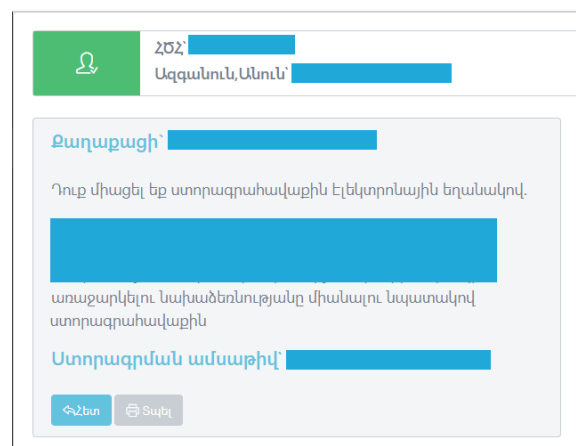 ՀԾՀ՝
Ազգանուն,Անուն՝
Քաղաքացի՝
Դուք միացել եք ստորագրահավաքին էլեկտրոնային եղանակով.
առաջարկելու նախաձեռնությանը միանալու նպատակով
ստորագրահավաքին
Ստորագրման ամսաթիվ՝
Հետ Տպել